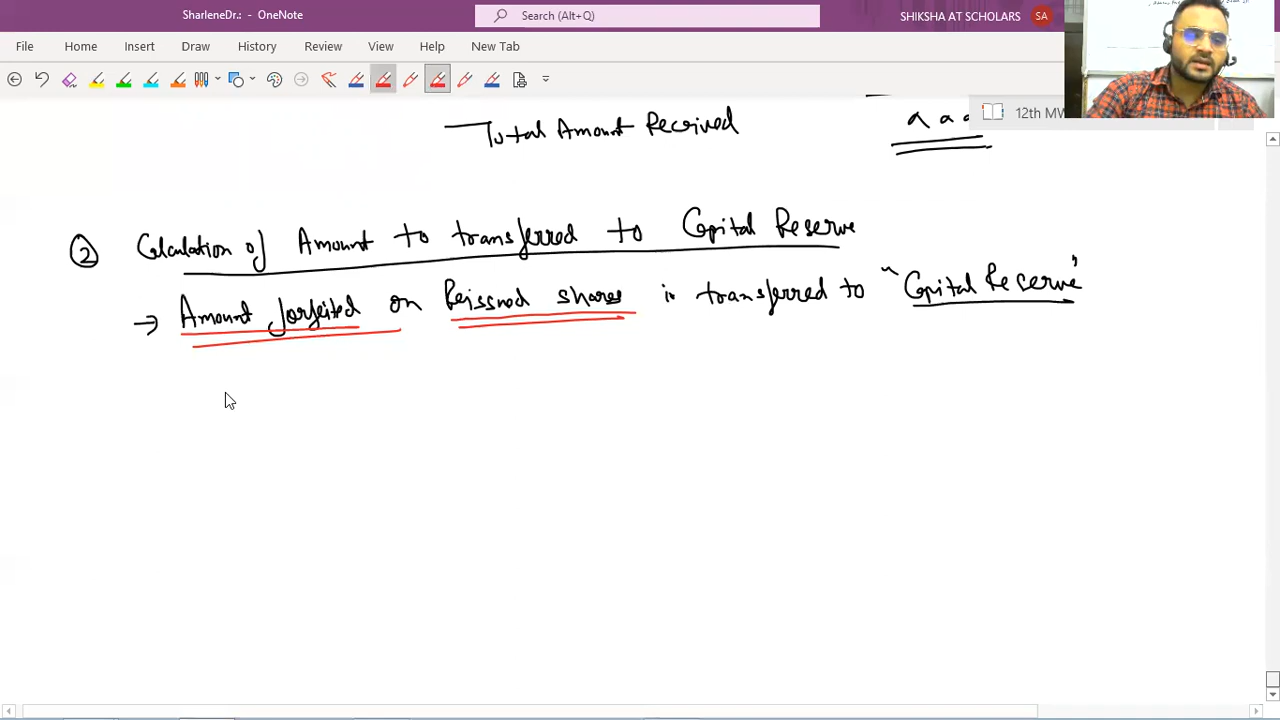 SharleneDr.: - OneNote
Search (Alt+Q)
SHIKSHA AT SCHOLARS SA
File Home Insert Draw History Review View Help New Tab
12th MW
Total Amount Received
② Calculation of Amount to transferred to Capital Reserve
→ Amount forfeited on Reissued shares is transferred to "Capital Reserve"